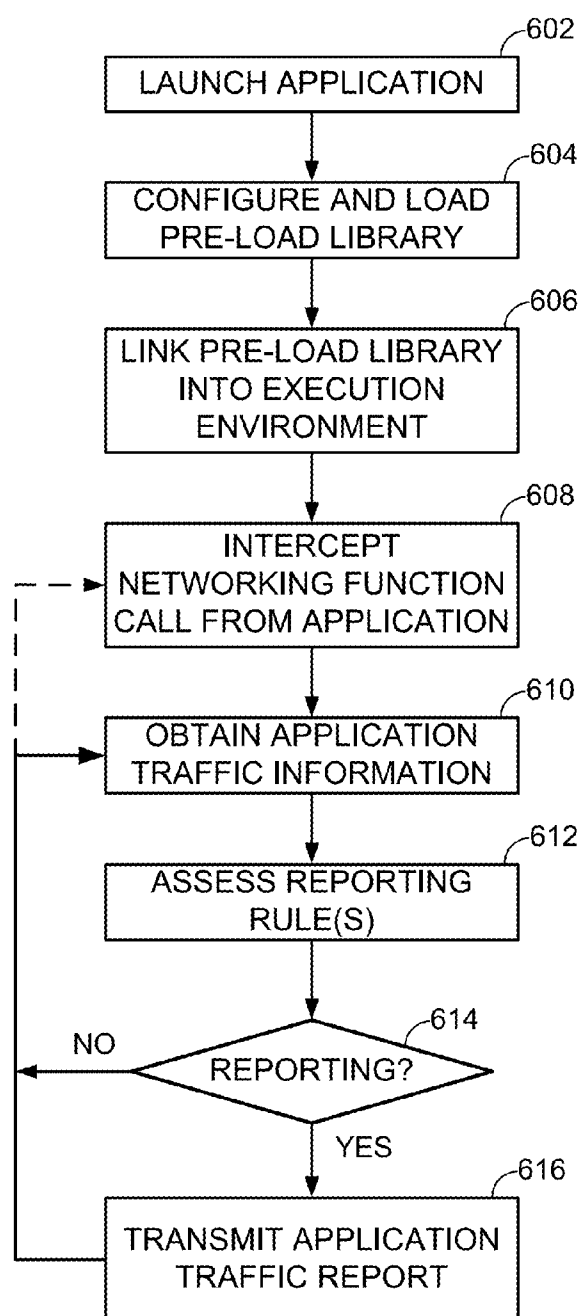 602
LAUNCH APPLICATION
604
CONFIGURE AND LOAD
PRE-LOAD LIBRARY
606
LINK PRE-LOAD LIBRARY
INTO EXECUTION
ENVIRONMENT
608
INTERCEPT
NETWORKING FUNCTION
CALL FROM APPLICATION
610
OBTAIN APPLICATION
TRAFFIC INFORMATION
612
ASSESS REPORTING
RULE(S)
614
NO
REPORTING?
YES
616
TRANSMIT APPLICATION
TRAFFIC REPORT